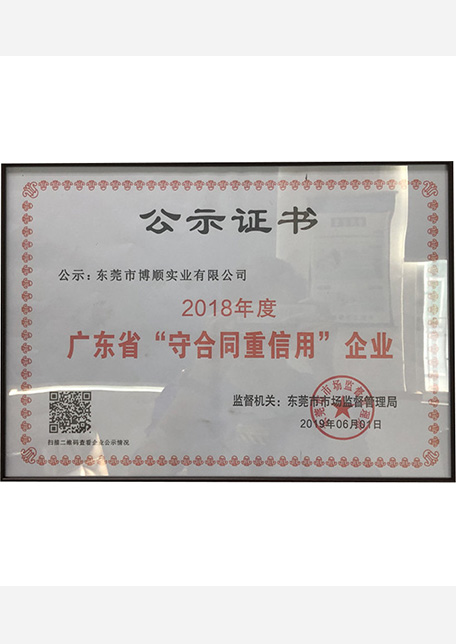 公示证书
公示：东莞市博顺实业有限公司
2018年度
广东省“守合同重信用”企业
监督机关：东莞市市场监督管理局
2019年06月01日
扫描二维码查看企业公示情况